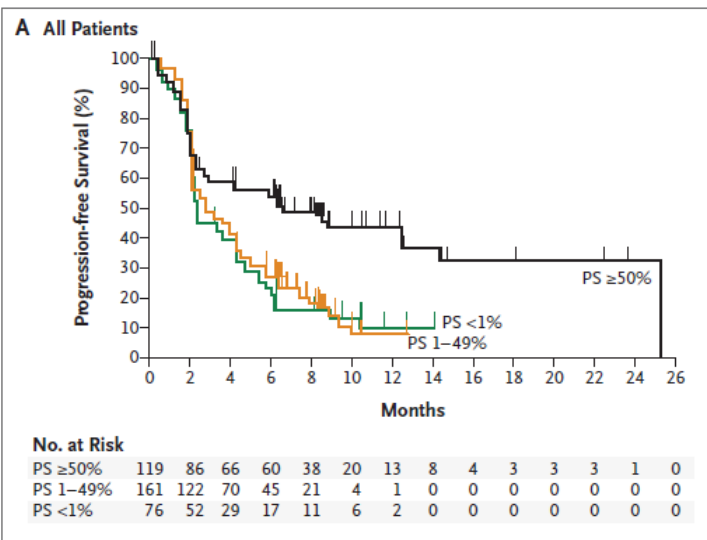 A All Patients
Progression-free Survival (%)
100
90
80
70
60
50
40
30
20
10
0
PS ≥50%
PS <1%
PS 1–49%
0 2 4 6 8 10 12 14 16 18 20 22 24 26
Months
No. at Risk
PS ≥50% 119 86 66 60 38 20 13 8 4 3 3 3 1 0
PS 1–49% 161 122 70 45 21 4 1 0 0 0 0 0 0 0
PS <1% 76 52 29 17 11 6 2 0 0 0 0 0 0 0